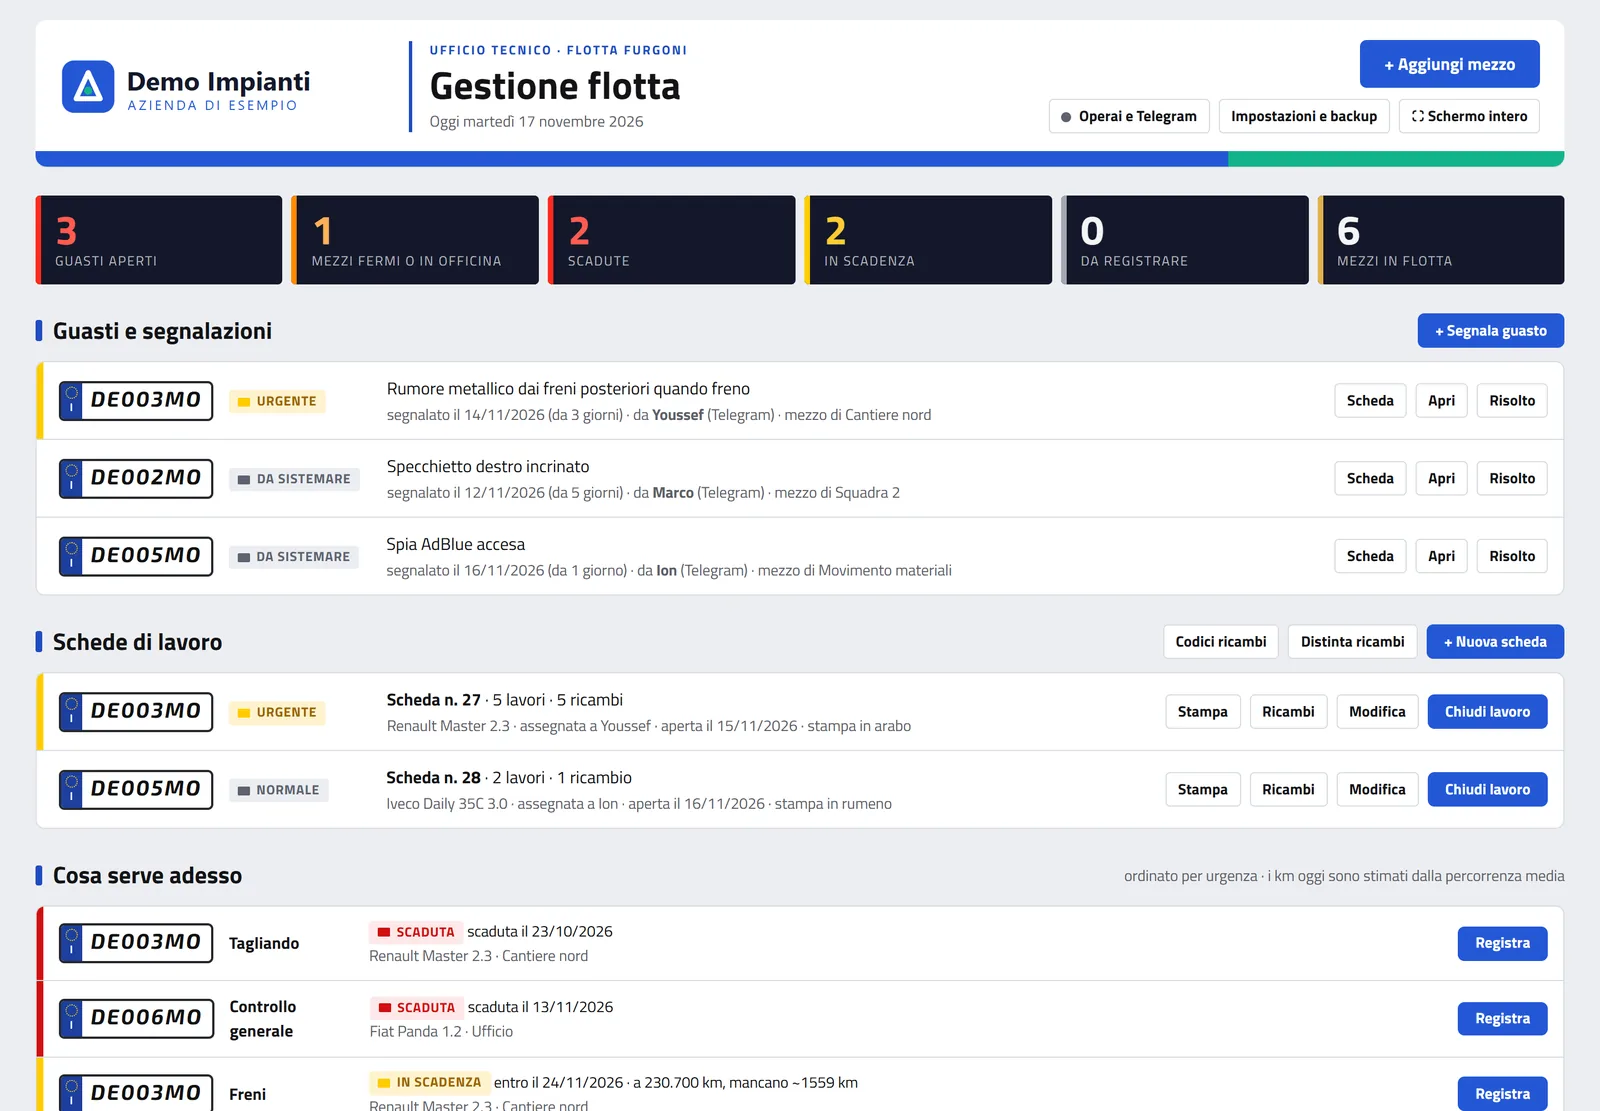 Demo Impianti
AZIENDA DI ESEMPIO
UFFICIO TECNICO · FLOTTA FURGONI
Gestione flotta
Oggi martedì 17 novembre 2026
+ Aggiungi mezzo
Operai e Telegram
Impostazioni e backup
Schermo intero
3
GUASTI APERTI
1
MEZZI FERMI O IN OFFICINA
2
SCADUTE
2
IN SCADENZA
0
DA REGISTRARE
6
MEZZI IN FLOTTA
Guasti e segnalazioni
+ Segnala guasto
I DE003MO
URGENTE
Rumore metallico dai freni posteriori quando freno
segnalato il 14/11/2026 (da 3 giorni) · da Youssef (Telegram) · mezzo di Cantiere nord
Scheda
Apri
Risolto
I DE002MO
DA SISTEMARE
Specchietto destro incrinato
segnalato il 12/11/2026 (da 5 giorni) · da Marco (Telegram) · mezzo di Squadra 2
Scheda
Apri
Risolto
I DE005MO
DA SISTEMARE
Spia AdBlue accesa
segnalato il 16/11/2026 (da 1 giorno) · da Ion (Telegram) · mezzo di Movimento materiali
Scheda
Apri
Risolto
Schede di lavoro
Codici ricambi
Distinta ricambi
+ Nuova scheda
I DE003MO
URGENTE
Scheda n. 27 · 5 lavori · 5 ricambi
Renault Master 2.3 · assegnata a Youssef · aperta il 15/11/2026 · stampa in arabo
Stampa
Ricambi
Modifica
Chiudi lavoro
I DE005MO
NORMALE
Scheda n. 28 · 2 lavori · 1 ricambio
Iveco Daily 35C 3.0 · assegnata a Ion · aperta il 16/11/2026 · stampa in rumeno
Stampa
Ricambi
Modifica
Chiudi lavoro
Cosa serve adesso
ordinato per urgenza · i km oggi sono stimati dalla percorrenza media
I DE003MO
Tagliando
SCADUTA scaduta il 23/10/2026
Renault Master 2.3 · Cantiere nord
Registra
I DE006MO
Controllo
generale
SCADUTA scaduta il 13/11/2026
Fiat Panda 1.2 · Ufficio
Registra
I DE003MO
Freni
IN SCADENZA entro il 24/11/2026 · a 230.700 km, mancano ~1559 km
Renault Master 2.3 · Cantiere nord
Registra